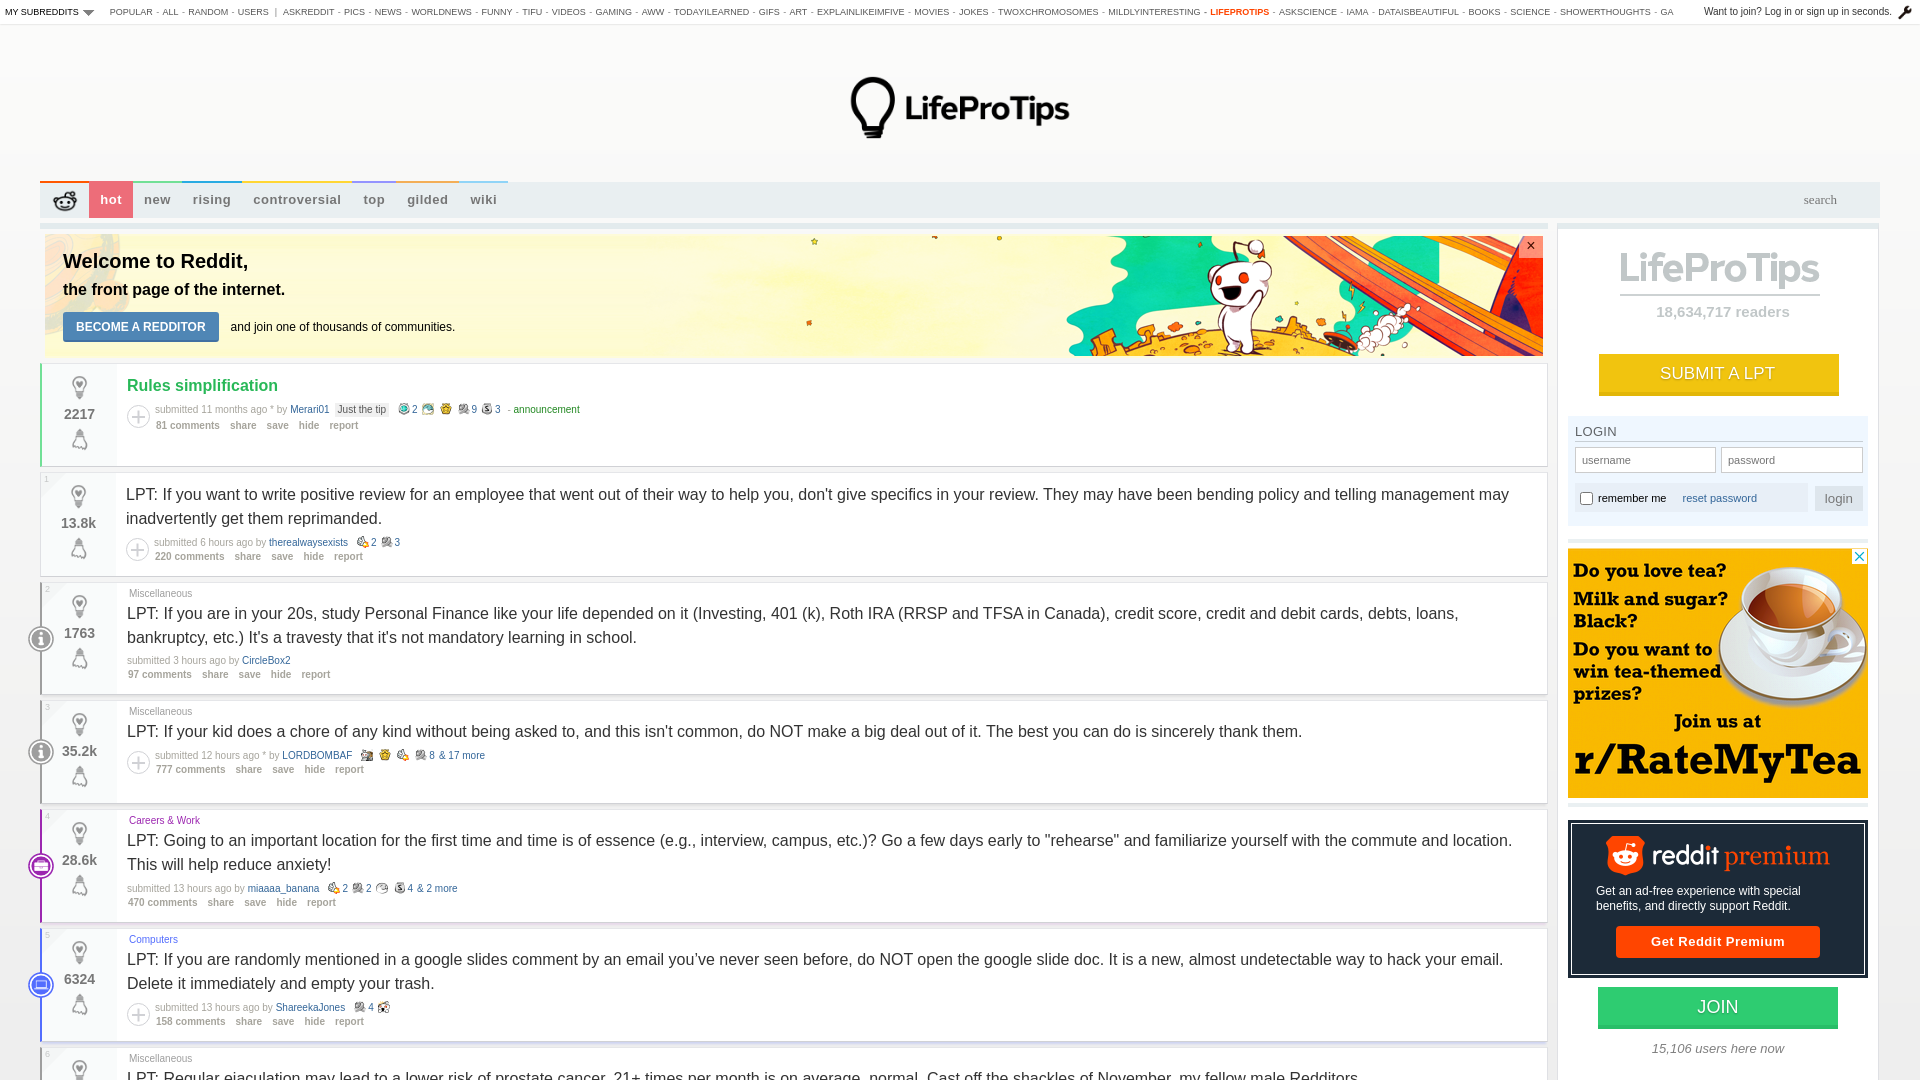 MY SUBREDDITS POPULAR - ALL - RANDOM - USERS | ASKREDDIT - PICS - NEWS - WORLDNEWS - FUNNY - TIFU - VIDEOS - GAMING - AWW - TODAYILEARNED - GIFS - ART - EXPLAINLIKEIMFIVE - MOVIES - JOKES - TWOXCHROMOSOMES - MILDLYINTERESTING - LIFEPROTIPS - ASKSCIENCE - IAMA - DATAISBEAUTIFUL - BOOKS - SCIENCE - SHOWERTHOUGHTS - GA
Want to join? Log in or sign up in seconds.
LifeProTips
hot new rising controversial top gilded wiki
search
Welcome to Reddit,
the front page of the internet.
BECOME A REDDITOR and join one of thousands of communities.
×
2217
Rules simplification
submitted 11 months ago * by Merari01 Just the tip 2 9 3 - announcement
81 comments share save hide report
1
13.8k
LPT: If you want to write positive review for an employee that went out of their way to help you, don't give specifics in your review. They may have been bending policy and telling management may
inadvertently get them reprimanded.
submitted 6 hours ago by therealwaysexists 2 3
220 comments share save hide report
2
1763
Miscellaneous
LPT: If you are in your 20s, study Personal Finance like your life depended on it (Investing, 401 (k), Roth IRA (RRSP and TFSA in Canada), credit score, credit and debit cards, debts, loans,
bankruptcy, etc.) It's a travesty that it's not mandatory learning in school.
submitted 3 hours ago by CircleBox2
97 comments share save hide report
3
35.2k
Miscellaneous
LPT: If your kid does a chore of any kind without being asked to, and this isn't common, do NOT make a big deal out of it. The best you can do is sincerely thank them.
submitted 12 hours ago * by LORDBOMBAF 8 & 17 more
777 comments share save hide report
4
28.6k
Careers & Work
LPT: Going to an important location for the first time and time is of essence (e.g., interview, campus, etc.)? Go a few days early to "rehearse" and familiarize yourself with the commute and location.
This will help reduce anxiety!
submitted 13 hours ago by miaaaa_banana 2 2 4 & 2 more
470 comments share save hide report
5
6324
Computers
LPT: If you are randomly mentioned in a google slides comment by an email you’ve never seen before, do NOT open the google slide doc. It is a new, almost undetectable way to hack your email.
Delete it immediately and empty your trash.
submitted 13 hours ago by ShareekaJones 4
158 comments share save hide report
6
Miscellaneous
LPT: Regular ejaculation may lead to a lower risk of prostate cancer. 21+ times per month is on average, normal. Cast off the shackles of November, my fellow male Redditors.
LifeProTips
18,634,717 readers
SUBMIT A LPT
LOGIN
username password
remember me reset password login
Do you love tea?
Milk and sugar?
Black?
Do you want to
win tea-themed
prizes?
Join us at
r/RateMyTea
reddit premium
Get an ad-free experience with special
benefits, and directly support Reddit.
Get Reddit Premium
JOIN
15,106 users here now